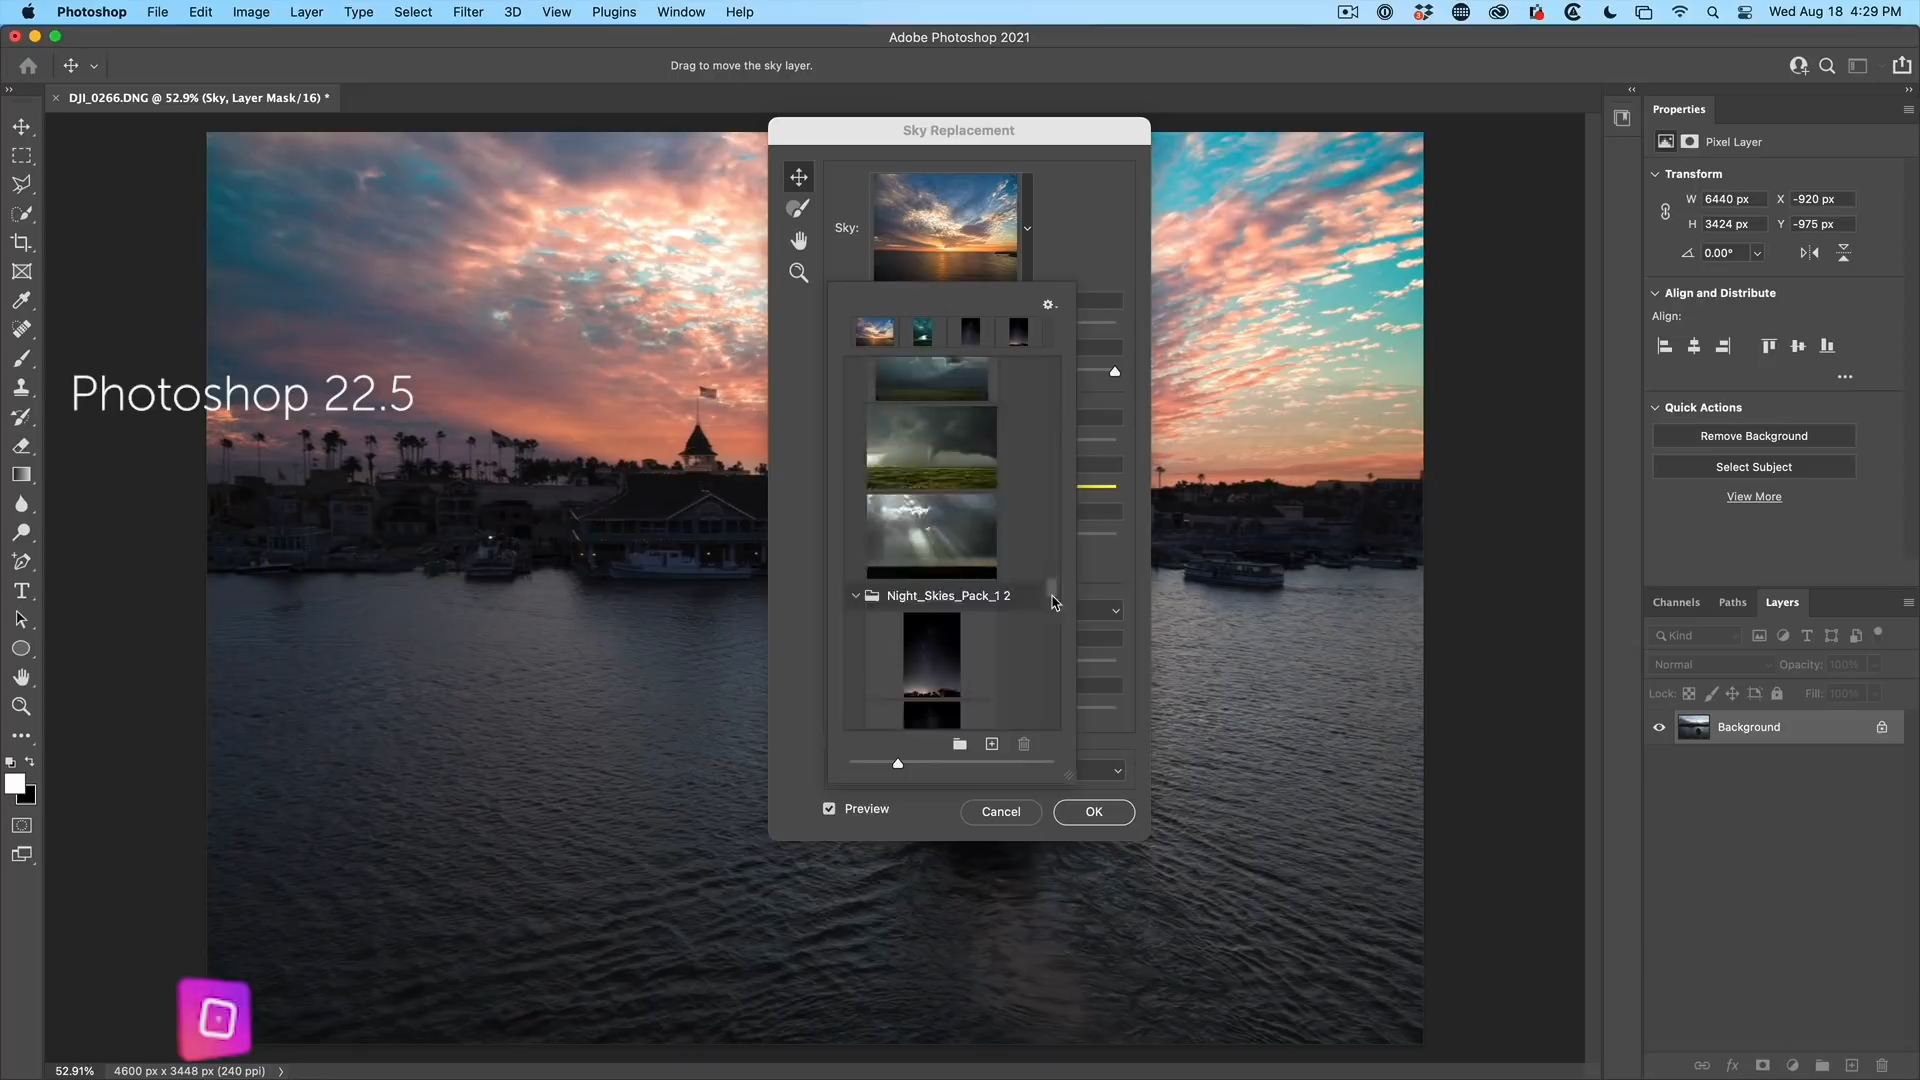 Photoshop File Edit Image Layer Type Select Filter 3D View Plugins Window Help
3
Wed Aug 18 4:29 PM
Adobe Photoshop 2021
Drag to move the sky layer.
DJI_0266.DNG @ 52.9% (Sky, Layer Mask/16) *
Sky Replacement
Sky:
Night_Skies_Pack_1 2
Preview
Cancel
OK
Photoshop 22.5
Properties
Pixel Layer
Transform
W 6440 px X -920 px
H 3424 px Y -975 px
0.00°
Align and Distribute
Align:
Quick Actions
Remove Background
Select Subject
View More
Channels Paths Layers
Kind
Normal Opacity: 100%
Lock: Fill: 100%
Background
fx
52.91% 4600 px x 3448 px (240 ppi)